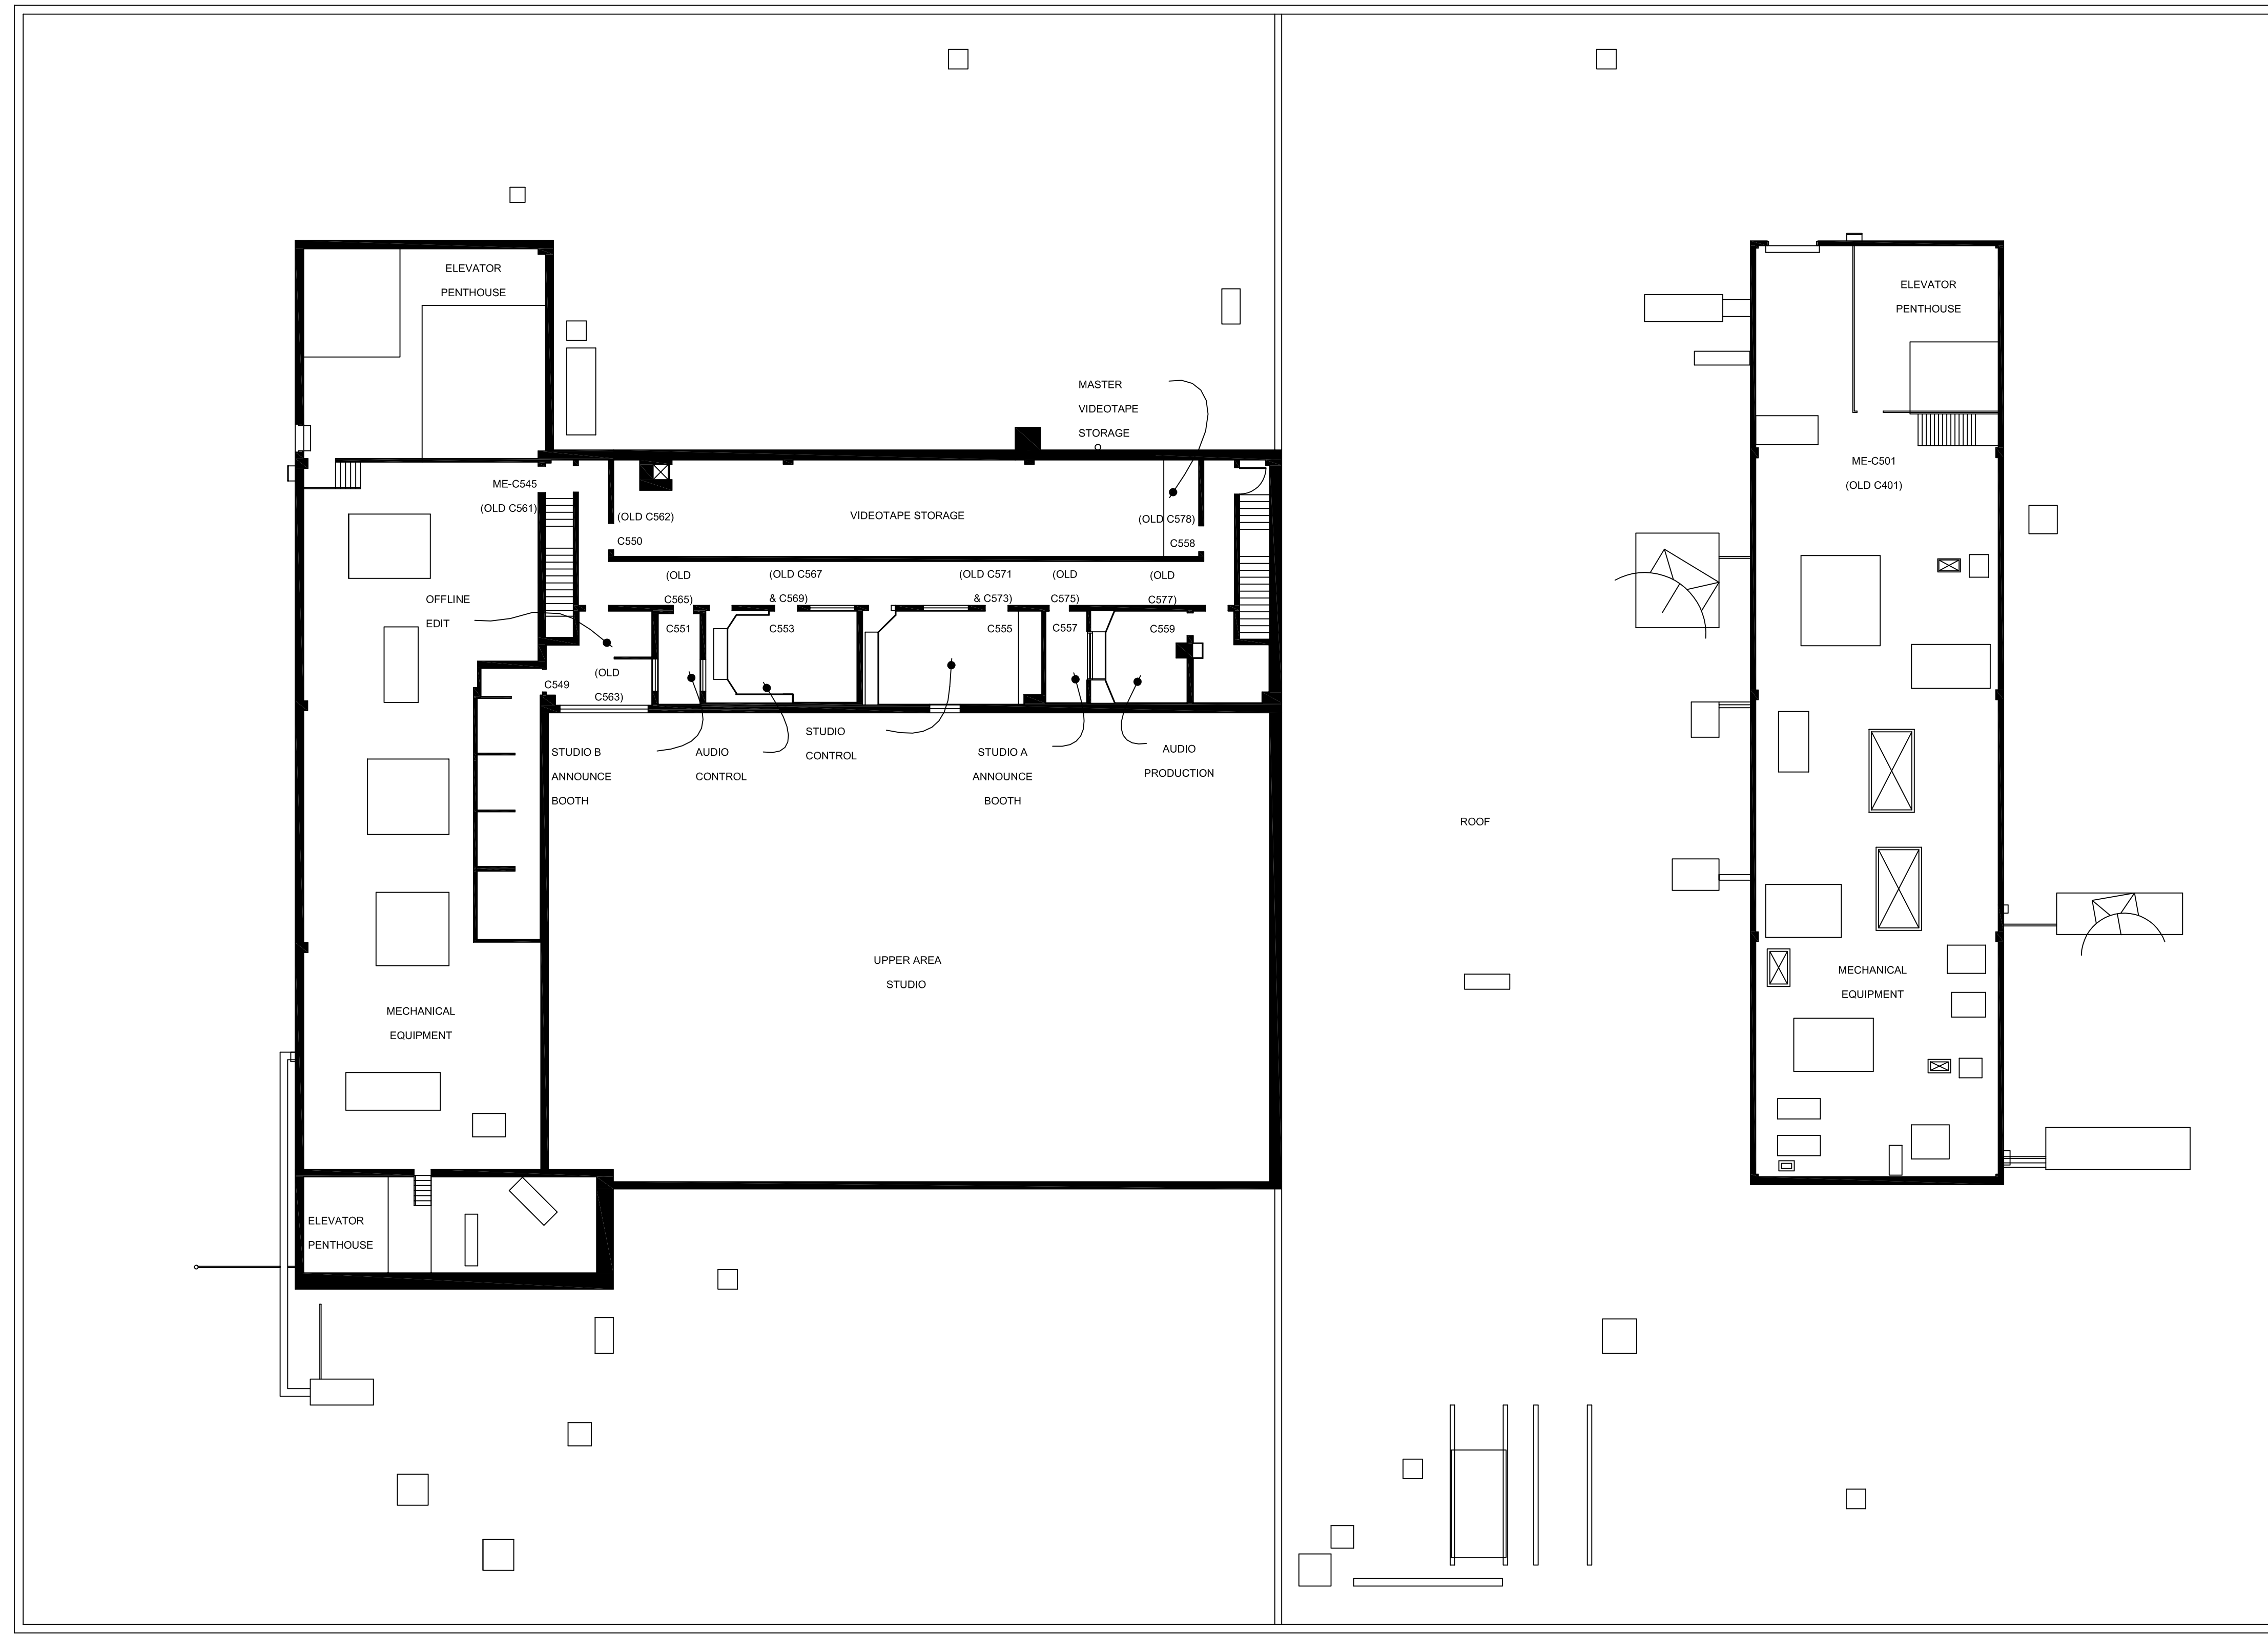 ELEVATOR
PENTHOUSE
ELEVATOR
PENTHOUSE
MASTER
VIDEOTAPE
STORAGE
ME-C545
(OLD C561)
ME-C501
(OLD C401)
(OLD C562)
C550
VIDEOTAPE STORAGE
(OLD C578)
C558
OFFLINE
EDIT
(OLD
C565)
C551
(OLD C567
& C569)
C553
(OLD C571
& C573)
C555
(OLD
C575)
C557
(OLD
C577)
C559
C549
(OLD
C563)
STUDIO B
ANNOUNCE
BOOTH
AUDIO
CONTROL
STUDIO
CONTROL
STUDIO A
ANNOUNCE
BOOTH
AUDIO
PRODUCTION
ROOF
UPPER AREA
STUDIO
MECHANICAL
EQUIPMENT
MECHANICAL
EQUIPMENT
ELEVATOR
PENTHOUSE